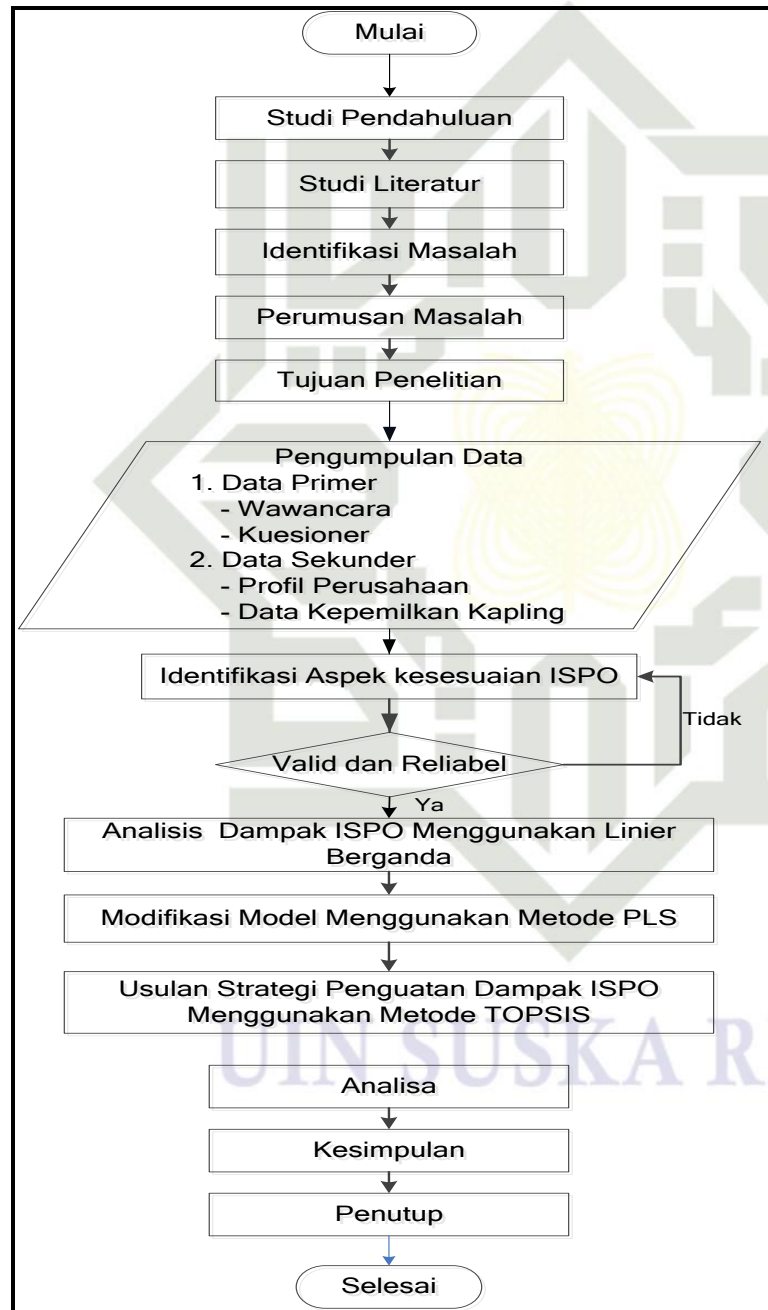 Mulai
Studi Pendahuluan
Studi Literatur
Identifikasi Masalah
Perumusan Masalah
Tujuan Penelitian
Pengumpulan Data
1. Data Primer
- Wawancara
- Kuesioner
2. Data Sekunder
- Profil Perusahaan
- Data Kepemilkan Kapling
Identifikasi Aspek kesesuaian ISPO
Tidak
Valid dan Reliabel
Ya
Analisis Dampak ISPO Menggunakan Linier
Berganda
Modifikasi Model Menggunakan Metode PLS
Usulan Strategi Penguatan Dampak ISPO
Menggunakan Metode TOPSIS
UIN SUSKA R
Analisa
Kesimpulan
Penutup
Selesai